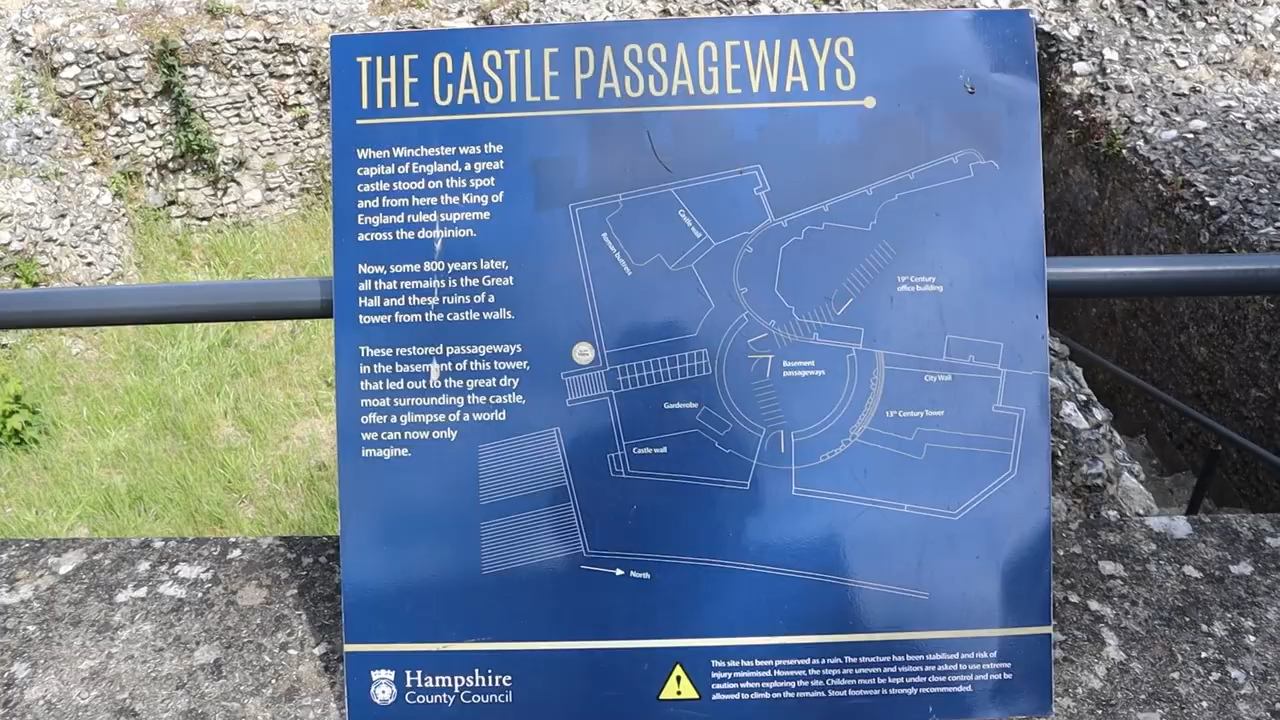 THE CASTLE PASSAGEWAYS
When Winchester was the
capital of England, a great
castle stood on this spot
and from here the King of
England ruled supreme
across the dominion.
Now, some 800 years later,
all that remains is the Great
Hall and these ruins of a
tower from the castle walls.
These restored passageways
in the basement of this tower,
that led out to the great dry
moat surrounding the castle,
offer a glimpse of a world
we can now only
imagine.
Castle wall
Roman buttress
19th Century
office building
Basement
passageways
City Wall
Garderobe
13th Century Tower
Castle wall
North
Hampshire
County Council
This site has been preserved as a ruin. The structure has been stabilised and risk of
injury minimised. However, the steps are uneven and visitors are asked to use extreme
caution when exploring the site. Children must be kept under close control and not be
allowed to climb on the remains. Stout footwear is strongly recommended.